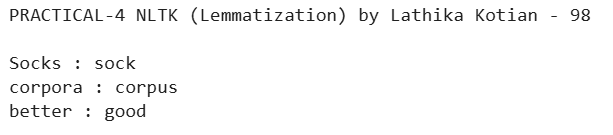 PRACTICAL-4 NLTK (Lemmatization) by Lathika Kotian - 98
Socks : sock
corpora : corpus
better : good